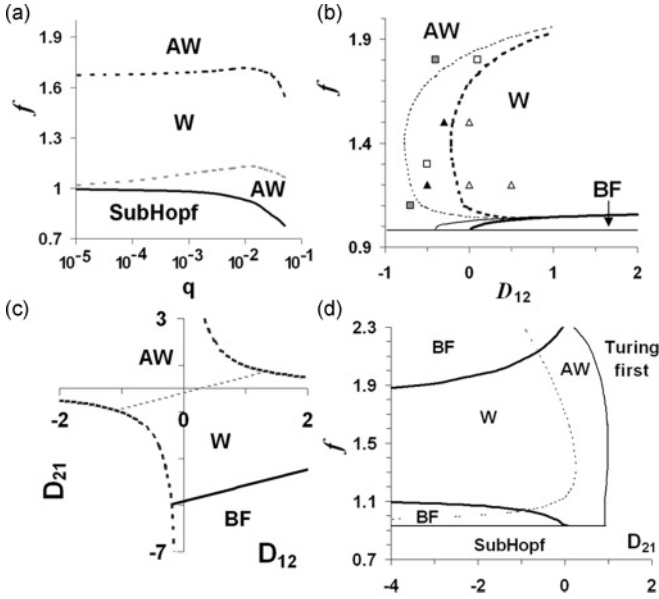 (a)
AW
1.7
f
W
1.3
1
AW
SubHopf
0.7
10⁻⁵ 10⁻⁴ 10⁻³ 10⁻² 10⁻¹
q
(b)
1.9
AW
f
W
1.4
BF
0.9
-1 0 1 2
D₁₂
(c)
3
AW
-2 0 2
W
D₂₁
BF
-7
D₁₂
(d)
2.3
BF
Turing first
AW
1.9
W
f
1.5
1.1
BF
SubHopf
D₂₁
0.7
-4 -2 0 2